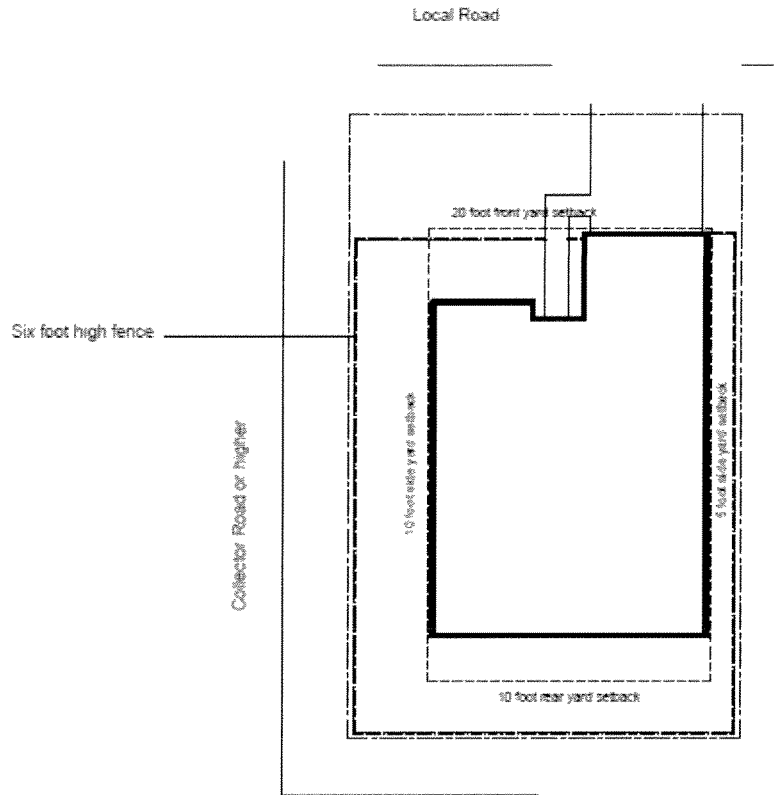 Local Road
20 foot front yard setback
Six foot high fence
10 foot side yard setback
5 foot side yard setback
Collector Road or higher
10 foot rear yard setback